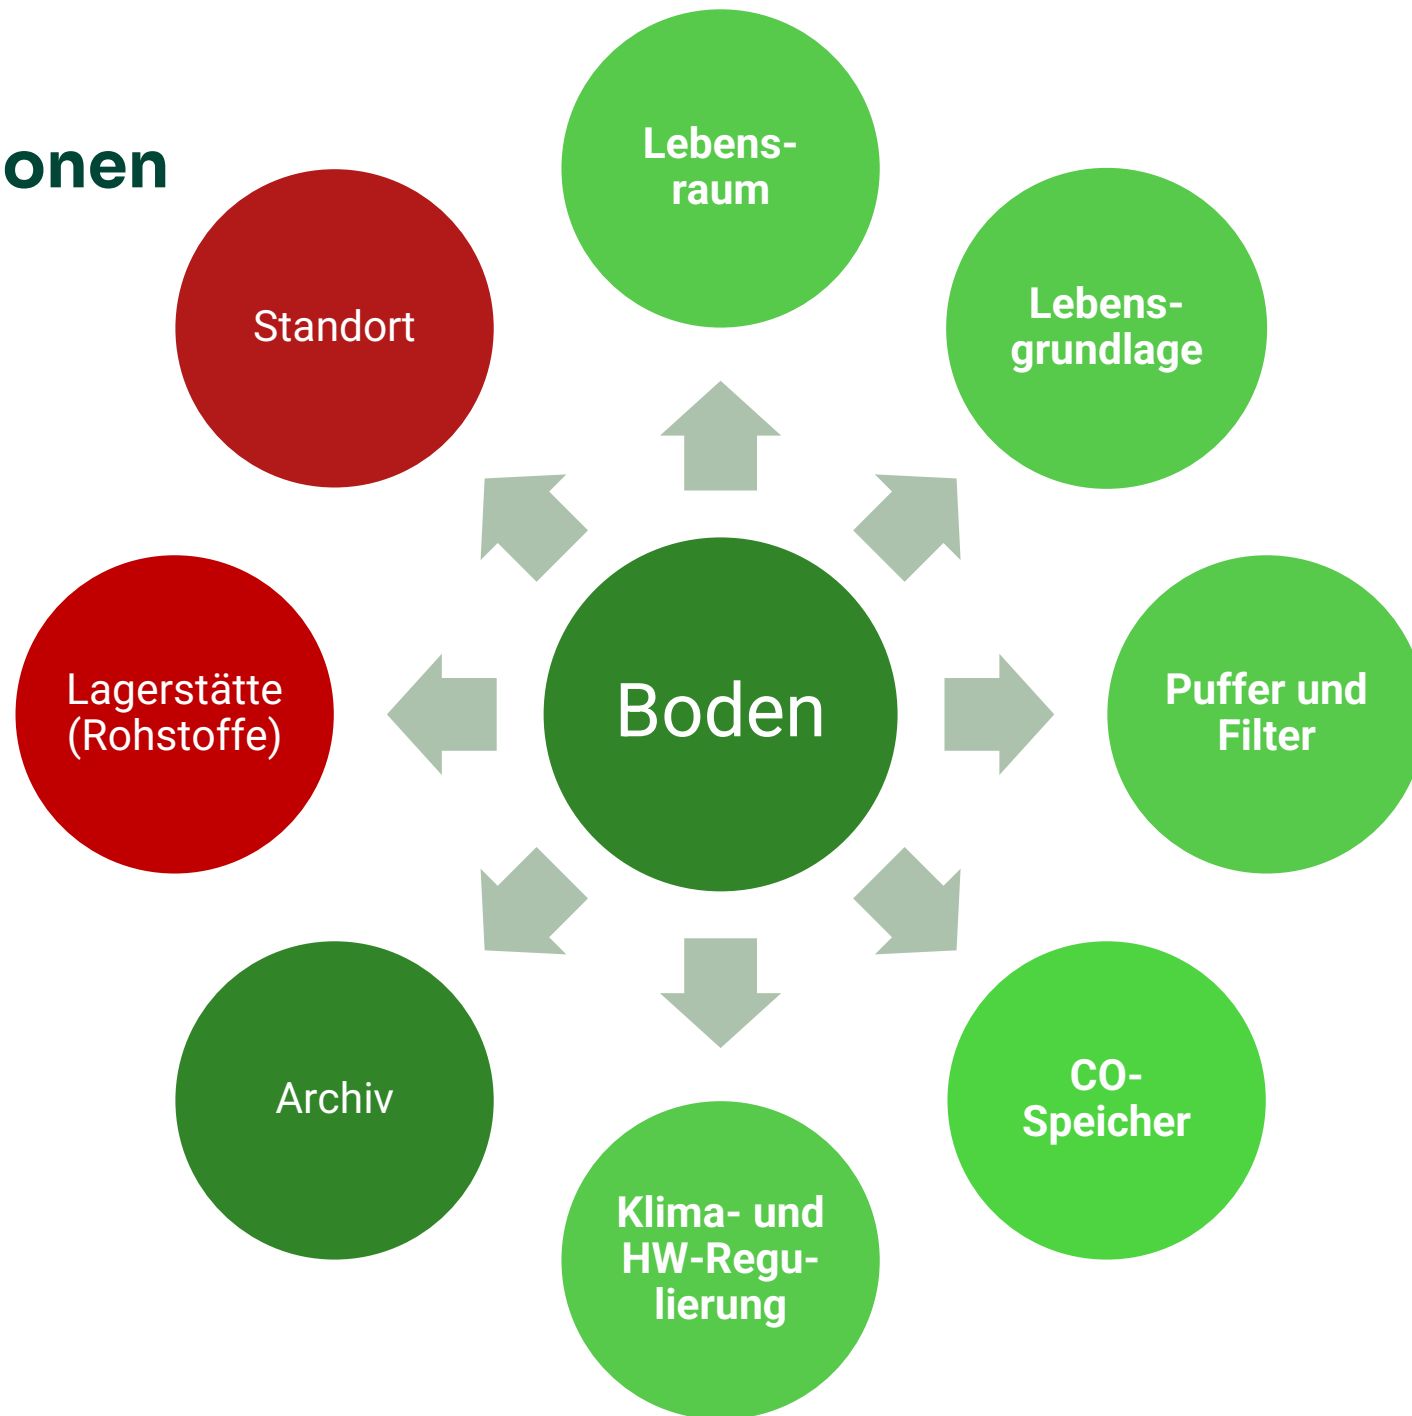 onen
Lebens-
raum
Lebens-
grundlage
Puffer und
Filter
CO-
Speicher
Klima- und
HW-Regu-
lierung
Archiv
Lagerstätte
(Rohstoffe)
Standort
Boden